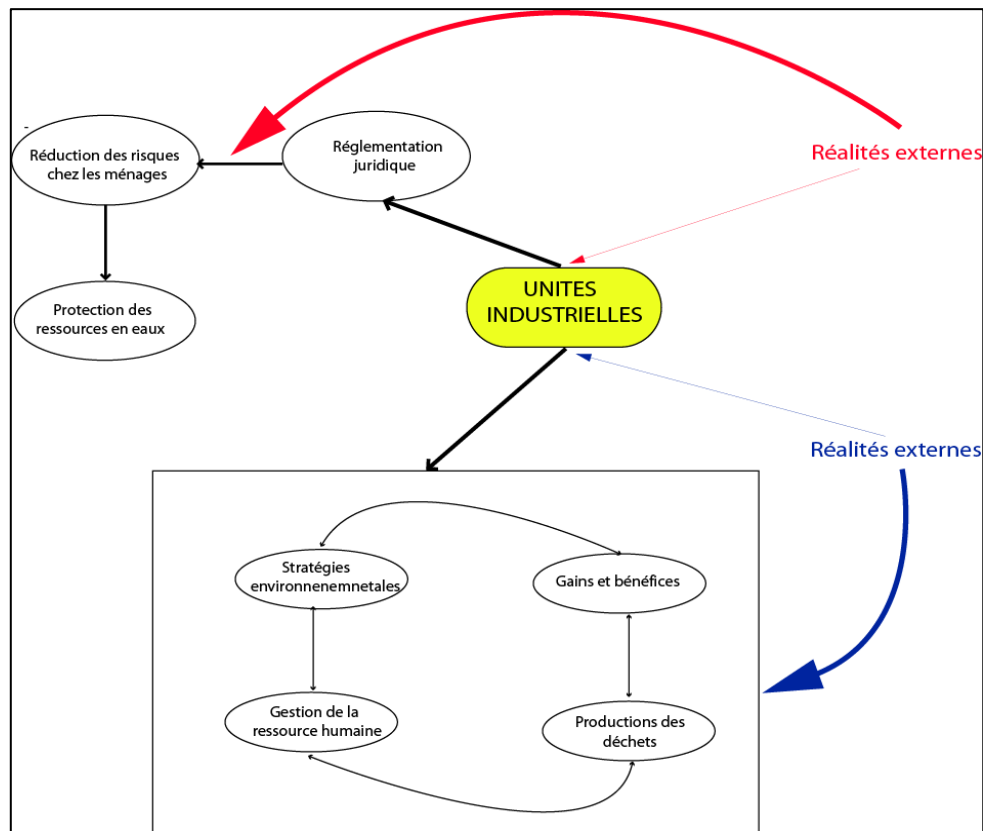 Réduction des risques
chez les ménages
Réglementation
juridique
Réalités externes
Protection des
ressources en eaux
UNITES
INDUSTRIELLES
Réalités externes
Stratégies
environnenemnetales
Gains et bénéfices
Gestion de la
ressource humaine
Productions des
déchets